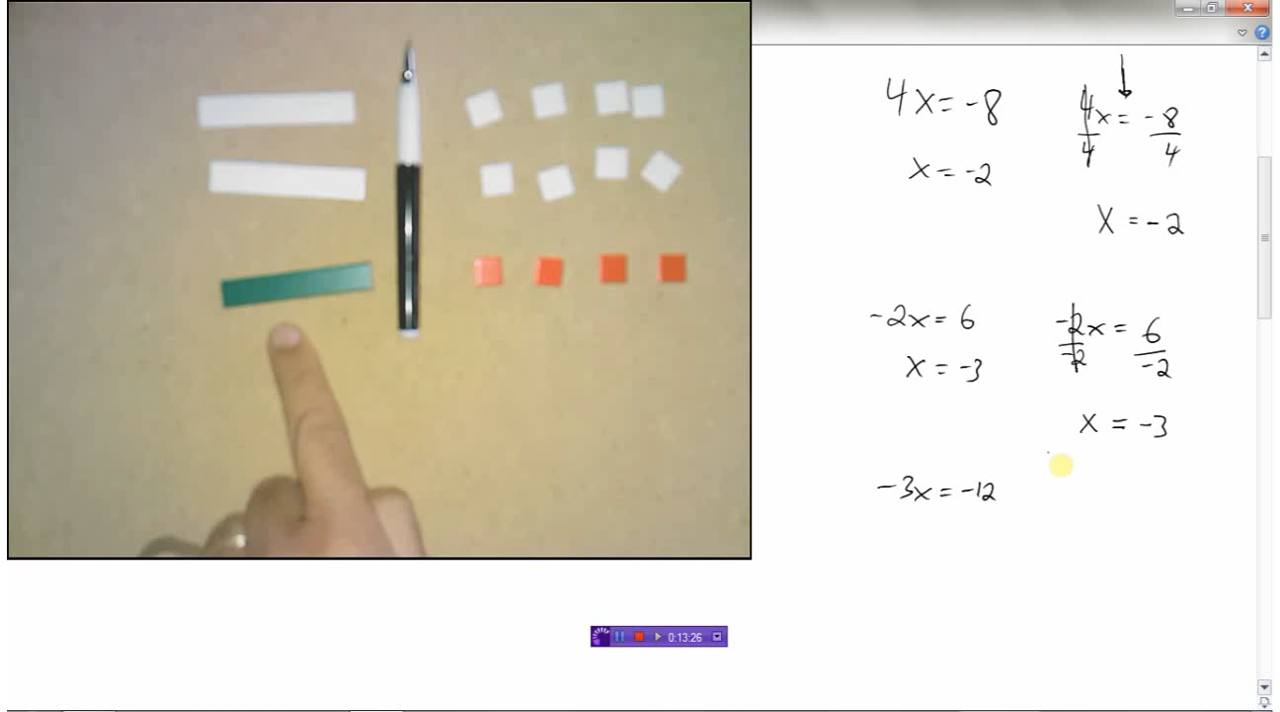 4x = -8
x = -2
4x = -8
4 4
x = -2
-2x = 6
x = -3
-2x = 6
-2 -2
x = -3
-3x = -12
0:13:26